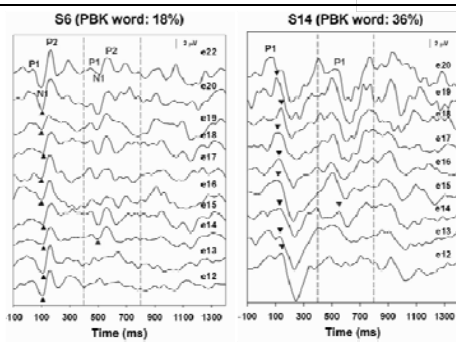 S6 (PBK word: 18%)
P2
P2
P1
P1
N1
N1
3 µV
e22
e20
e19
e18
e17
e16
e15
e14
e13
e12
-100 100 300 500 700 900 1100 1300
Time (ms)
S14 (PBK word: 36%)
P1
P1
3 µV
e20
e19
e18
e17
e16
e15
e14
e13
e12
-100 100 300 500 700 900 1100 1300
Time (ms)